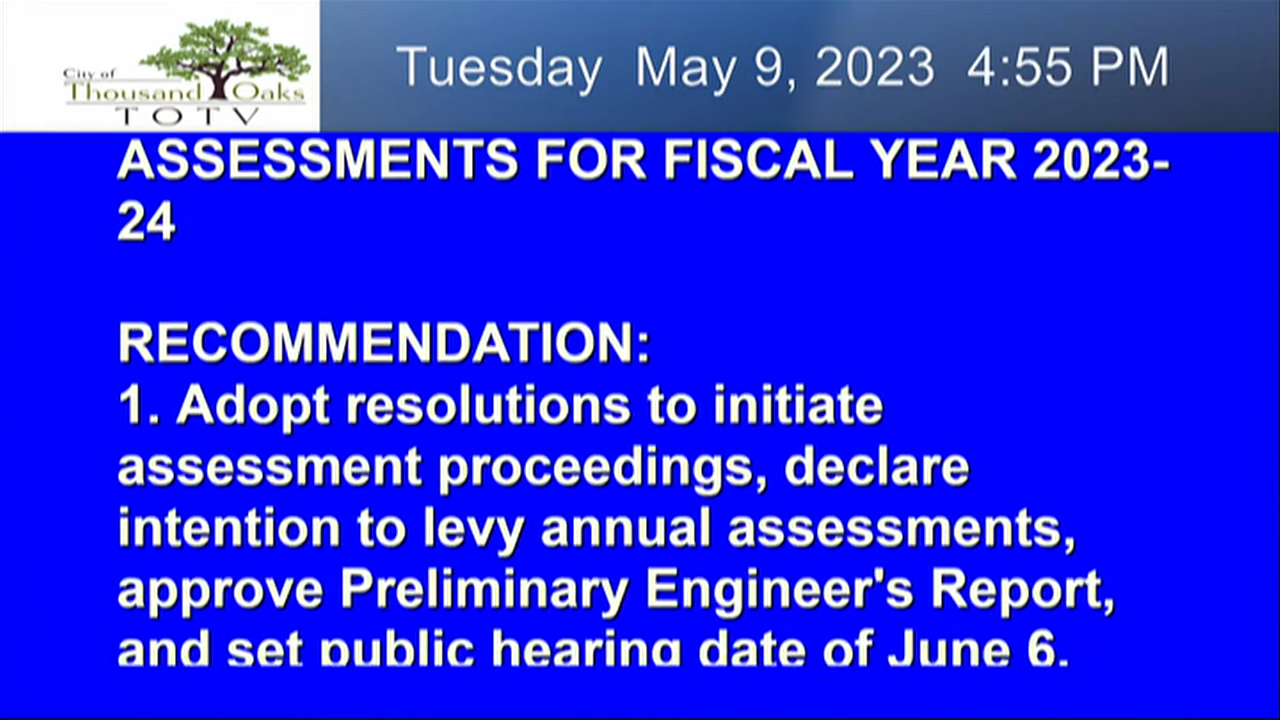 City of
Thousand Oaks
TOTV
Tuesday May 9, 2023 4:55 PM
ASSESSMENTS FOR FISCAL YEAR 2023-
24
RECOMMENDATION:
1. Adopt resolutions to initiate
assessment proceedings, declare
intention to levy annual assessments,
approve Preliminary Engineer's Report,
and set public hearing date of June 6,